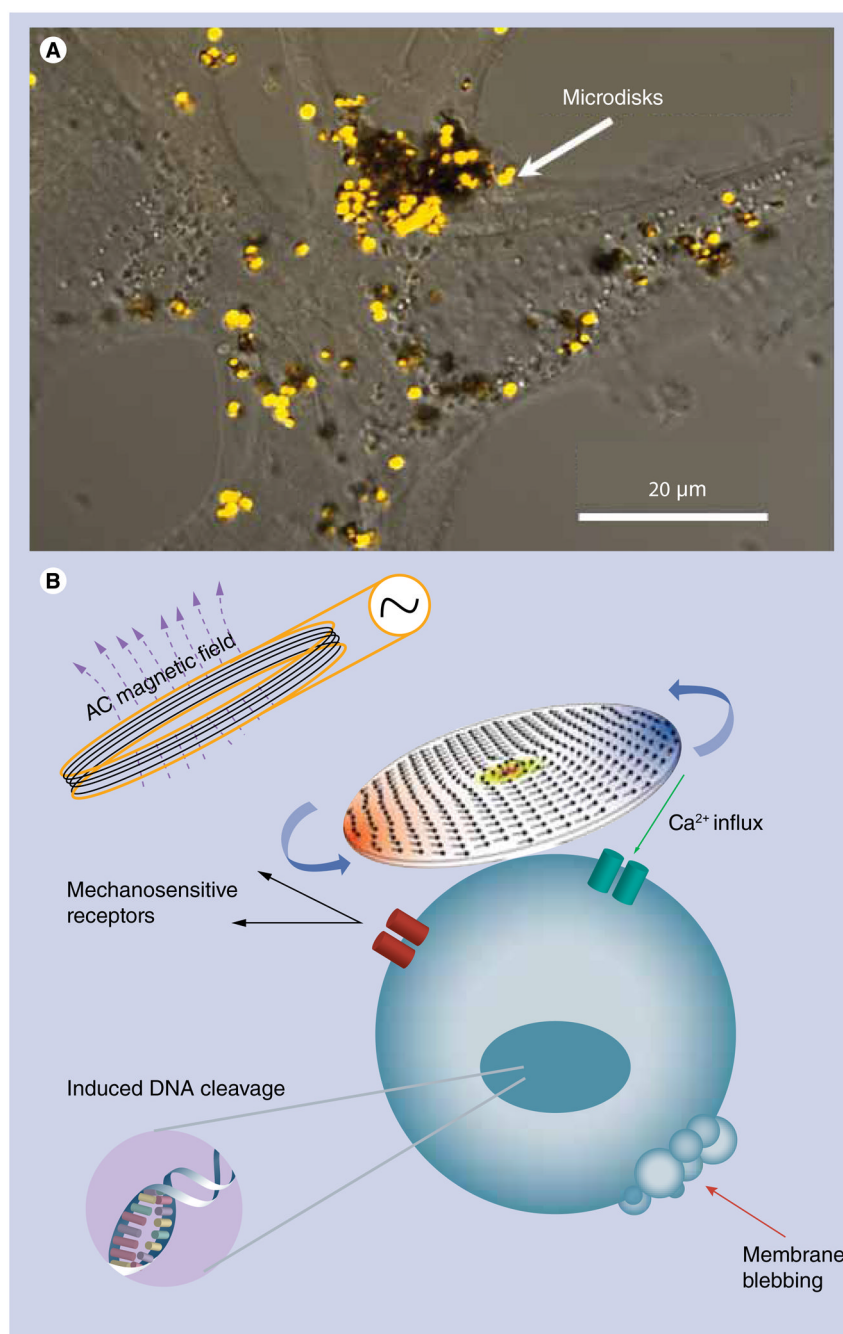 A
Microdisks
20 μm
B
AC magnetic field
Ca²⁺ influx
Mechanosensitive
receptors
Induced DNA cleavage
Membrane
blebbing